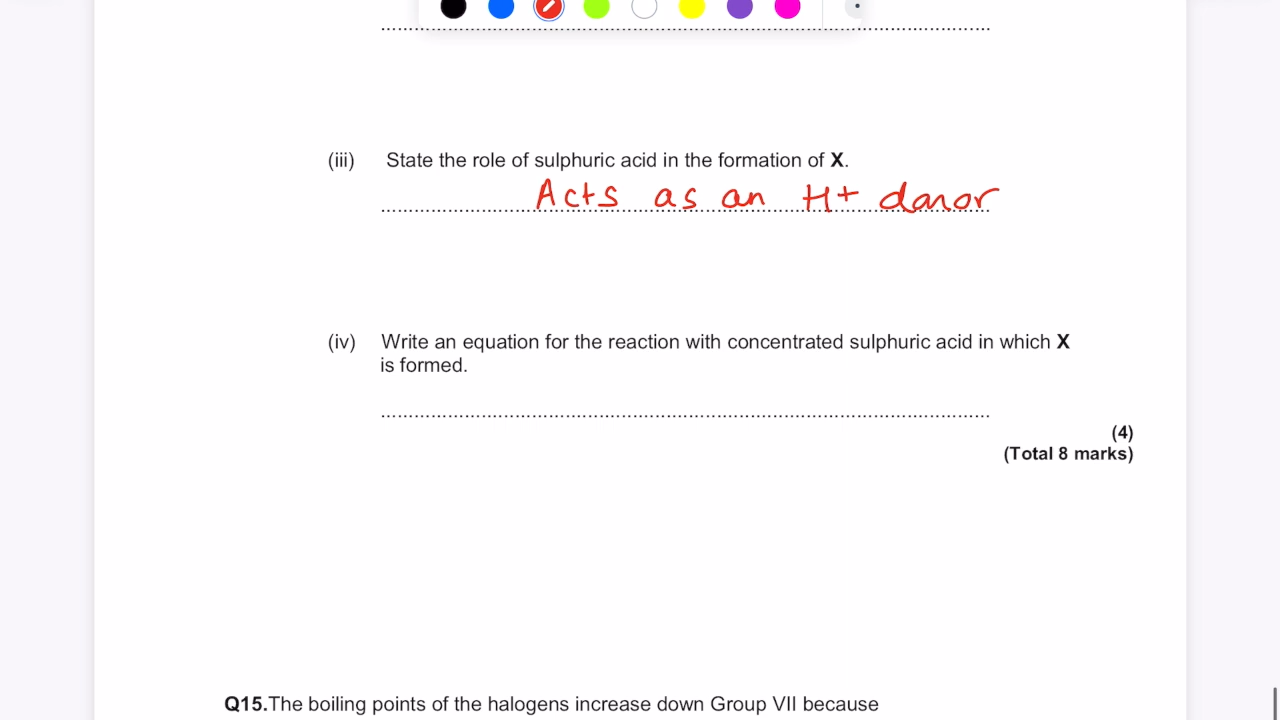 (iii) State the role of sulphuric acid in the formation of X.
Acts as an H+ donor
(iv) Write an equation for the reaction with concentrated sulphuric acid in which X
is formed.
(4)
(Total 8 marks)
Q15.The boiling points of the halogens increase down Group VII because